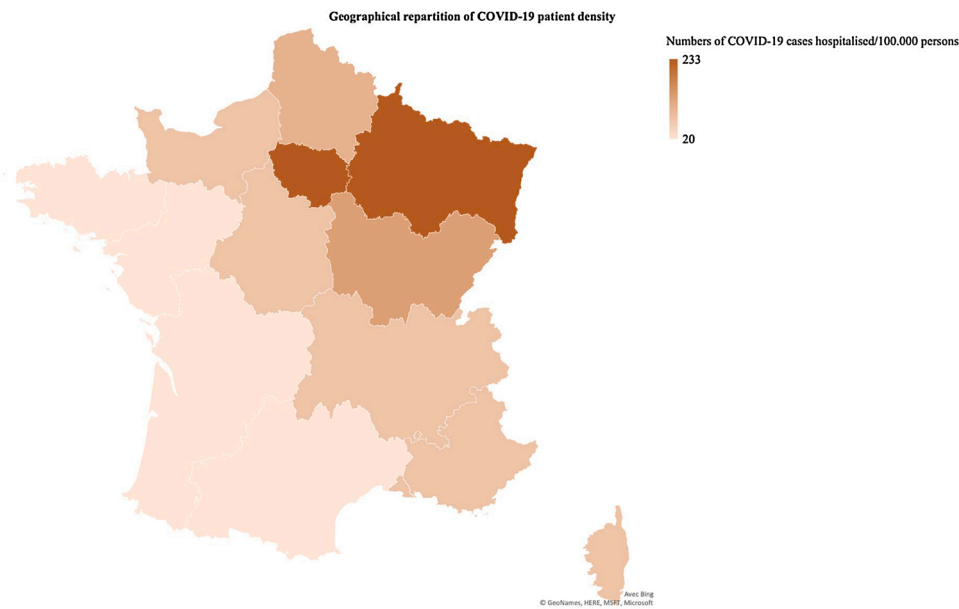 Geographical repartition of COVID-19 patient density
Numbers of COVID-19 cases hospitalised/100.000 persons
233
20
Avec Bing
© GeoNames, HERE, MSFT, Microsoft